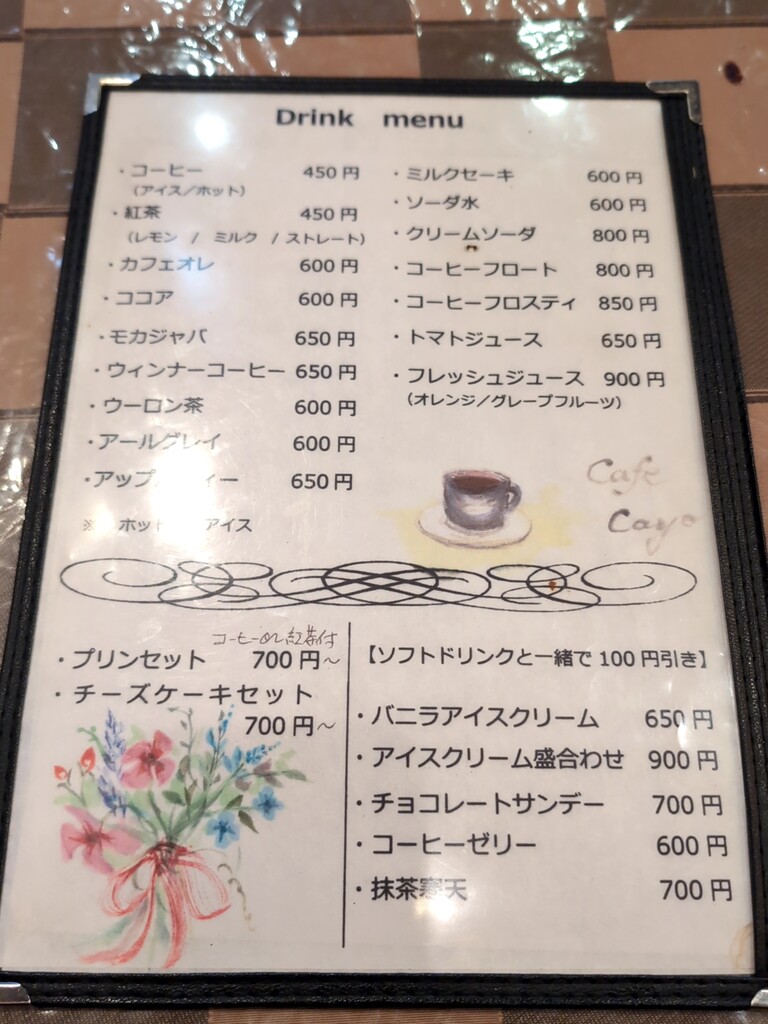 Drink menu
・コーヒー 450円
（アイス／ホット）
・紅茶 450円
（レモン / ミルク / ストレート）
・カフェオレ 600円
・ココア 600円
・モカジャバ 650円
・ウィンナーコーヒー 650円
・ウーロン茶 600円
・アールグレイ 600円
・アップ ィー 650円
※ ホット アイス
・ミルクセーキ 600円
・ソーダ水 600円
・クリームソーダ 800円
・コーヒーフロート 800円
・コーヒーフロスティ 850円
・トマトジュース 650円
・フレッシュジュース 900円
（オレンジ／グレープフルーツ）
Cafe
Cayo
コーヒーor紅茶付
・プリンセット 700円～
・チーズケーキセット
700円～
【ソフトドリンクと一緒で100円引き】
・バニラアイスクリーム 650円
・アイスクリーム盛合わせ 900円
・チョコレートサンデー 700円
・コーヒーゼリー 600円
・抹茶寒天 700円